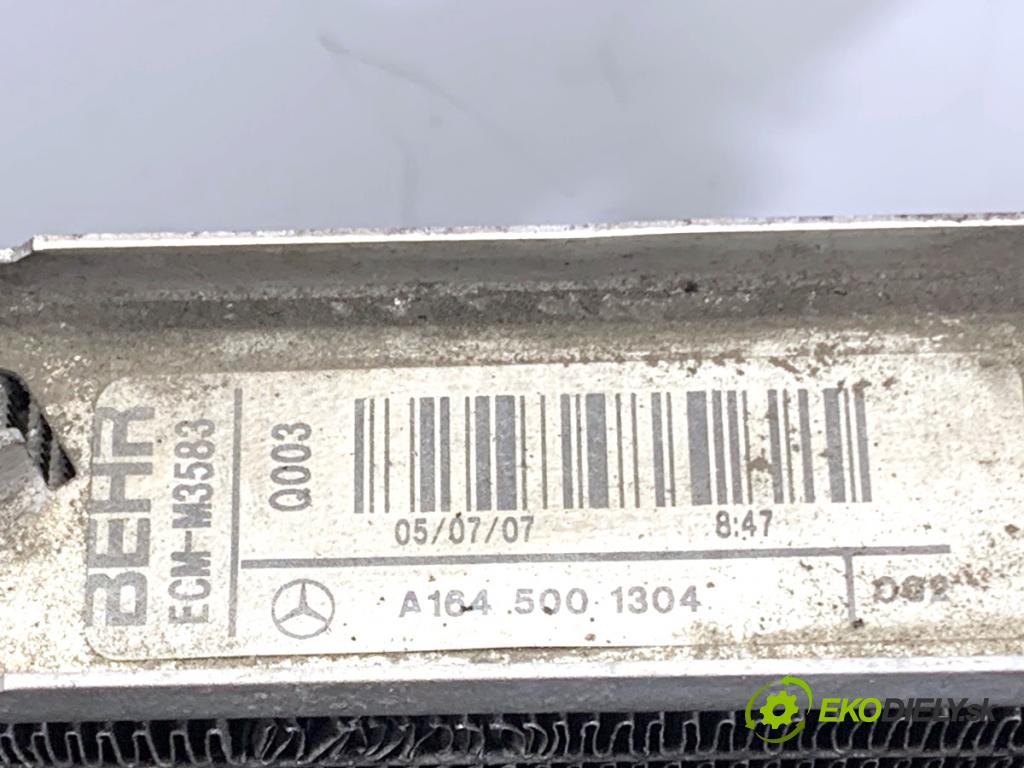 BEHR
ECM-M3583
Q003
05/07/07 8:47
A164 500 1304
EKODIELY.sk